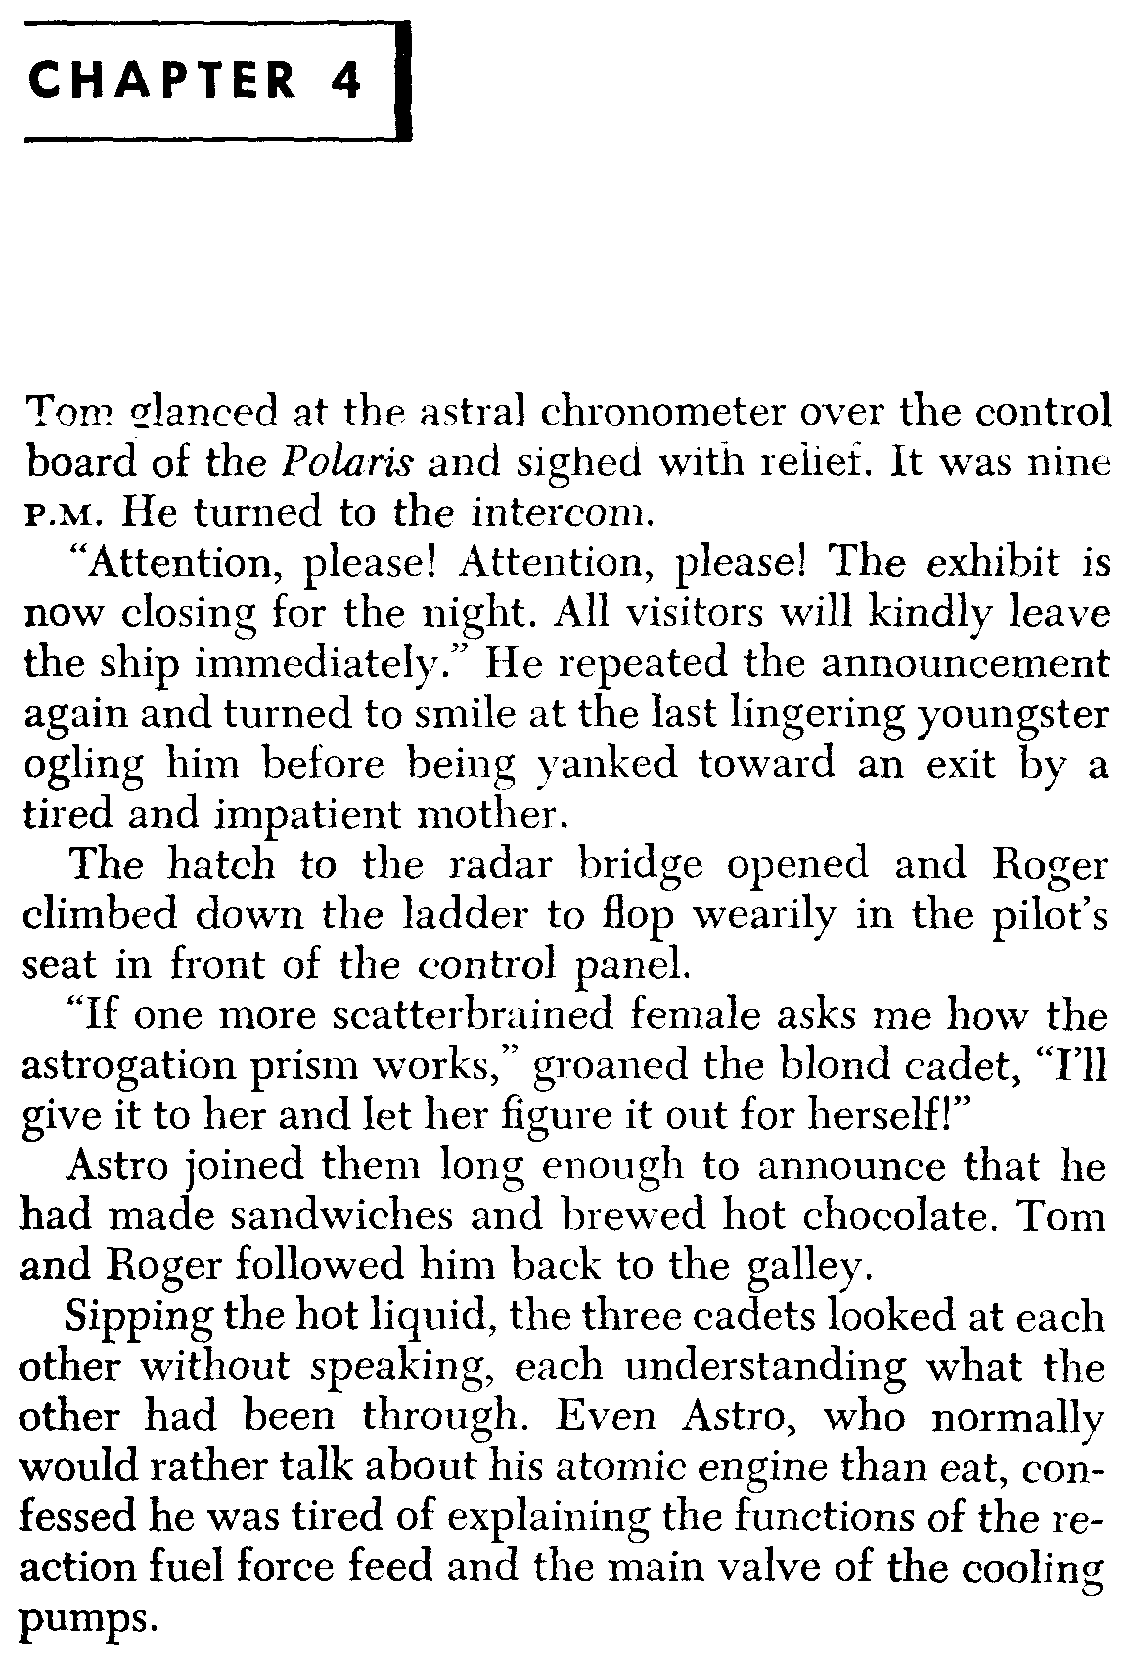 CHAPTER 4
Tom glanced at the astral chronometer over the control
board of the Polaris and sighed with relief. It was nine
P.M. He turned to the intercom.
“Attention, please! Attention, please! The exhibit is
now closing for the night. All visitors will kindly leave
the ship immediately.” He repeated the announcement
again and turned to smile at the last lingering youngster
ogling him before being yanked toward an exit by a
tired and impatient mother.
The hatch to the radar bridge opened and Roger
climbed down the ladder to flop wearily in the pilot’s
seat in front of the control panel.
“If one more scatterbrained female asks me how the
astrogation prism works,” groaned the blond cadet, “I’ll
give it to her and let her figure it out for herself!”
Astro joined them long enough to announce that he
had made sandwiches and brewed hot chocolate. Tom
and Roger followed him back to the galley.
Sipping the hot liquid, the three cadets looked at each
other without speaking, each understanding what the
other had been through. Even Astro, who normally
would rather talk about his atomic engine than eat, con-
fessed he was tired of explaining the functions of the re-
action fuel force feed and the main valve of the cooling
pumps.